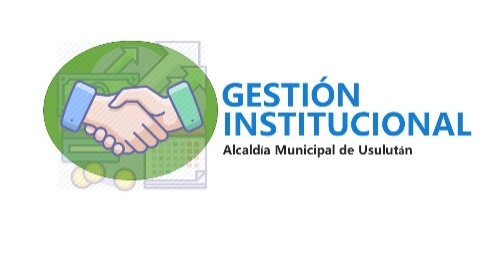 GESTIÓN
INSTITUCIONAL
Alcaldía Municipal de Usulután